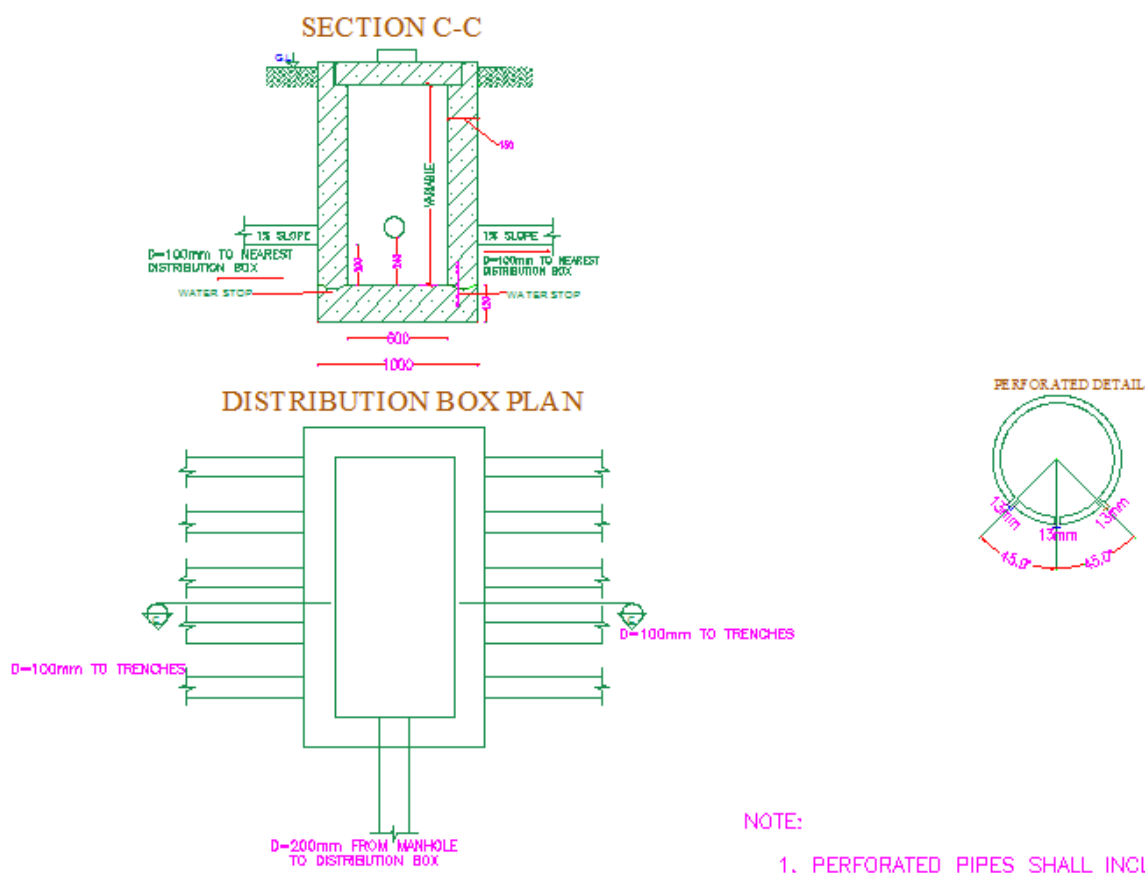 SECTION C-C
GL
VARIABLE
1% SLOPE
1% SLOPE
D=100mm TO NEAREST
DISTRIBUTION BOX
D=100mm TO NEAREST
DISTRIBUTION BOX
WATER STOP
WATER STOP
600
1000
DISTRIBUTION BOX PLAN
PERFORATED DETAIL
13mm
13mm
13mm
45.0°
45.0°
C
C
D=100mm TO TRENCHES
D=100mm TO TRENCHES
D=200mm FROM MANHOLE
TO DISTRIBUTION BOX
NOTE:
1. PERFORATED PIPES SHALL INCL